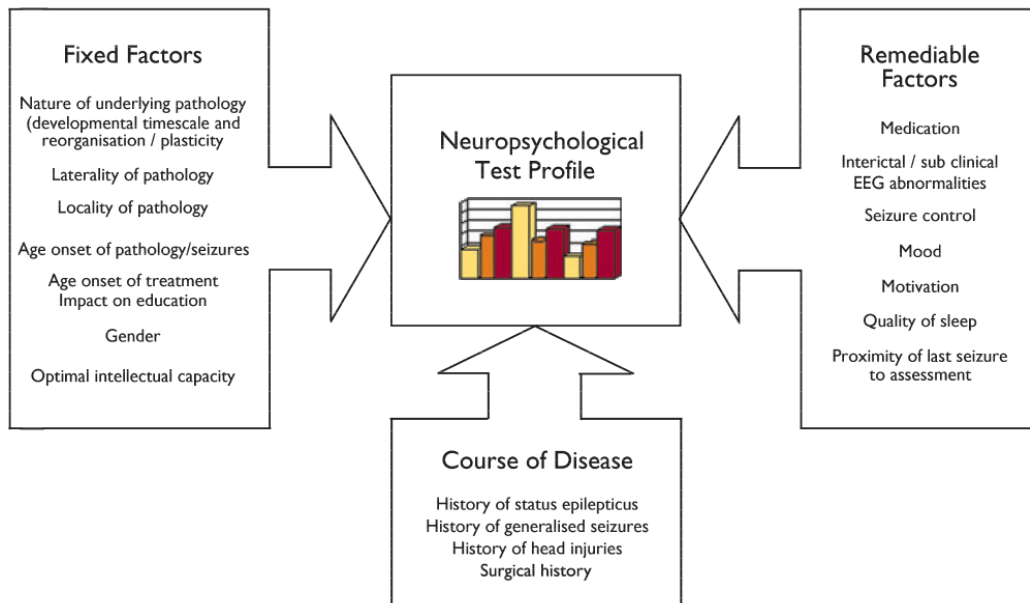 Fixed Factors
Nature of underlying pathology
(developmental timescale and
reorganisation / plasticity
Laterality of pathology
Locality of pathology
Age onset of pathology/seizures
Age onset of treatment
Impact on education
Gender
Optimal intellectual capacity
Neuropsychological
Test Profile
Remediable
Factors
Medication
Interictal / sub clinical
EEG abnormalities
Seizure control
Mood
Motivation
Quality of sleep
Proximity of last seizure
to assessment
Course of Disease
History of status epilepticus
History of generalised seizures
History of head injuries
Surgical history